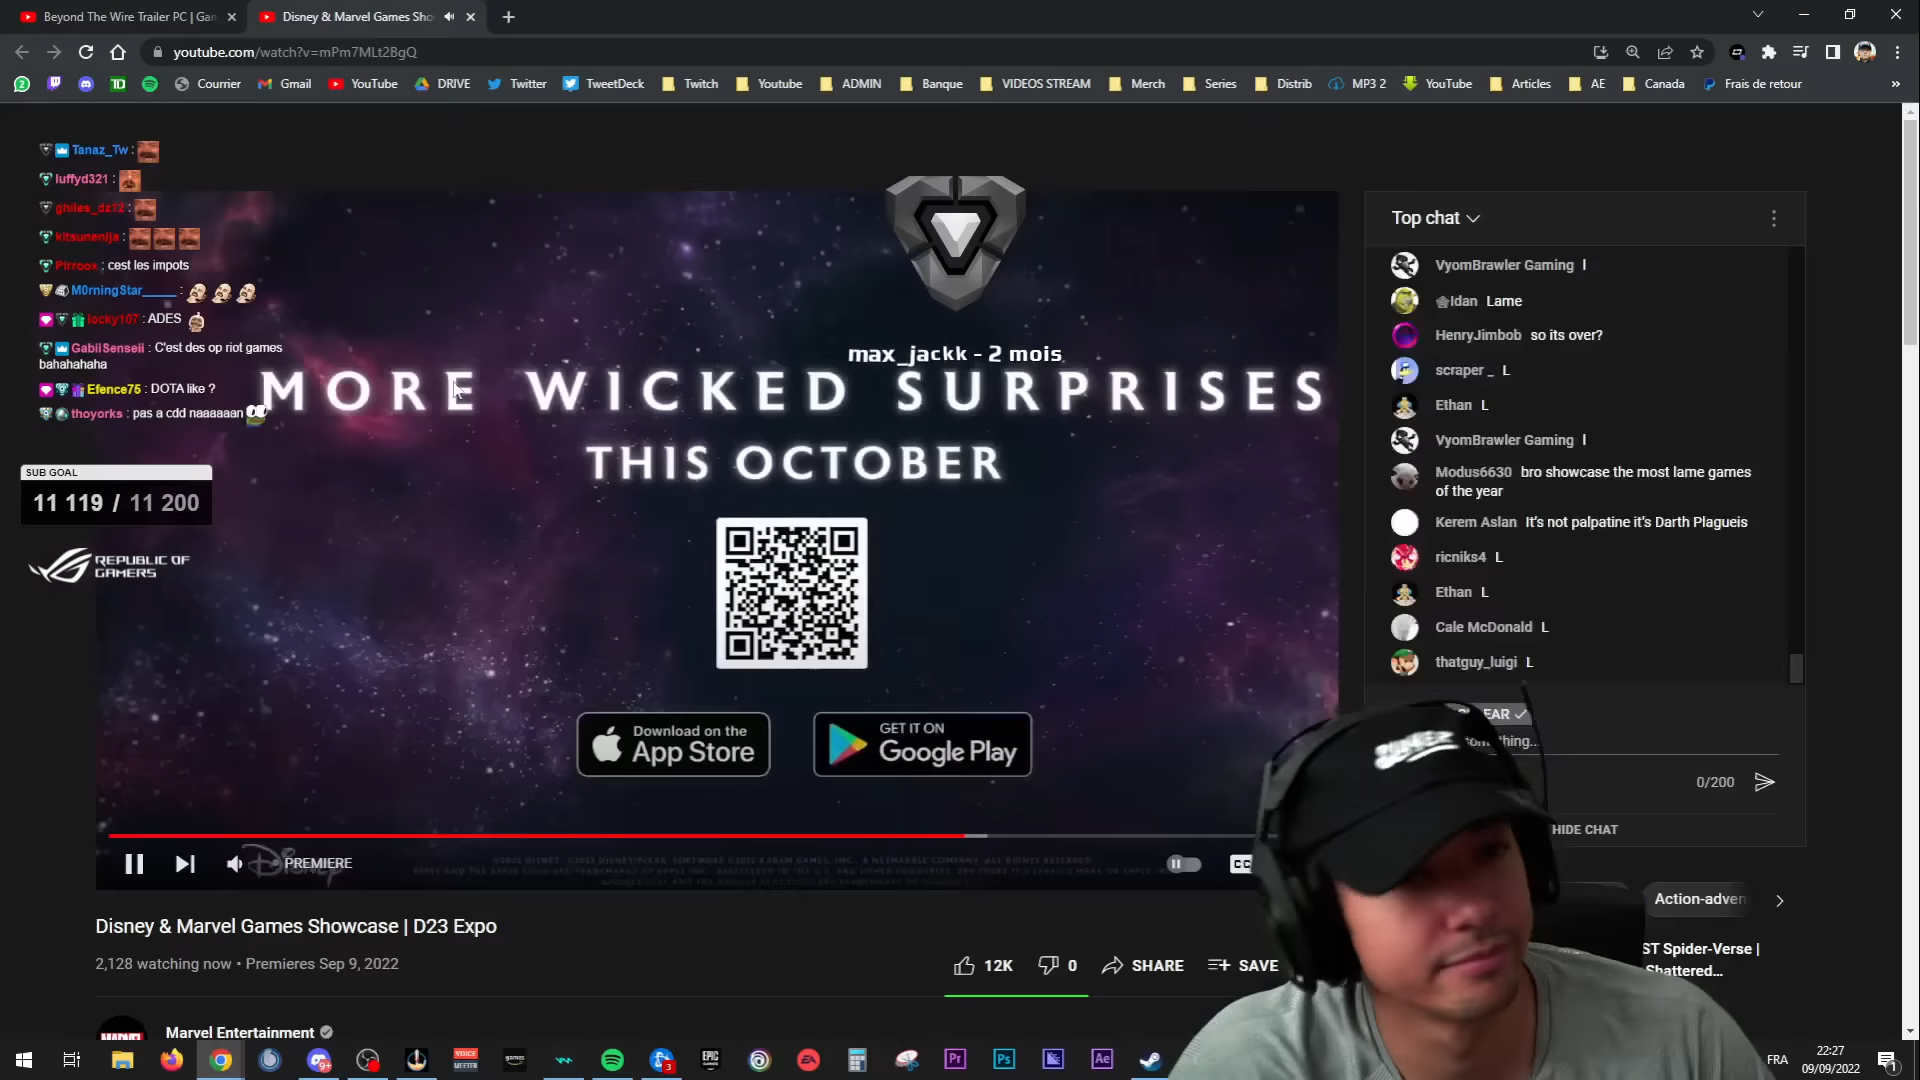 Beyond The Wire Trailer PC | Gan
Disney & Marvel Games Sho
youtube.com/watch?v=mPm7MLt2BgQ
Courrier
Gmail
YouTube
DRIVE
Twitter
TweetDeck
Twitch
Youtube
ADMIN
Banque
VIDEOS STREAM
Merch
Series
Distrib
MP3 2
YouTube
Articles
AE
Canada
Frais de retour
Tanaz_Tw :
luffyd321 :
ghiles_dz12 :
kitsunenija :
Pirroox : cest les impots
M0rningStar_____ :
locky107 : ADES
GabiiSenseii : C'est des op riot games
bahahahaha
Efence75 : DOTA like ?
thoyorks : pas a cdd naaaaaan
SUB GOAL
11 119 / 11 200
REPUBLIC OF
GAMERS
max_jackk - 2 mois
MORE WICKED SURPRISES
THIS OCTOBER
Download on the
App Store
GET IT ON
Google Play
Disney
PREMIERE
CC
Top chat
VyomBrawler Gaming l
Idan Lame
HenryJimbob so its over?
scraper _ L
Ethan L
VyomBrawler Gaming l
Modus6630 bro showcase the most lame games
of the year
Kerem Aslan It's not palpatine it's Darth Plagueis
ricniks4 L
Ethan L
Cale McDonald L
thatguy_luigi L
0/200
HIDE CHAT
Disney & Marvel Games Showcase | D23 Expo
2,128 watching now • Premieres Sep 9, 2022
12K
0
SHARE
SAVE
Marvel Entertainment
Action-adven
ST Spider-Verse |
Shattered...
FRA
22:27
09/09/2022